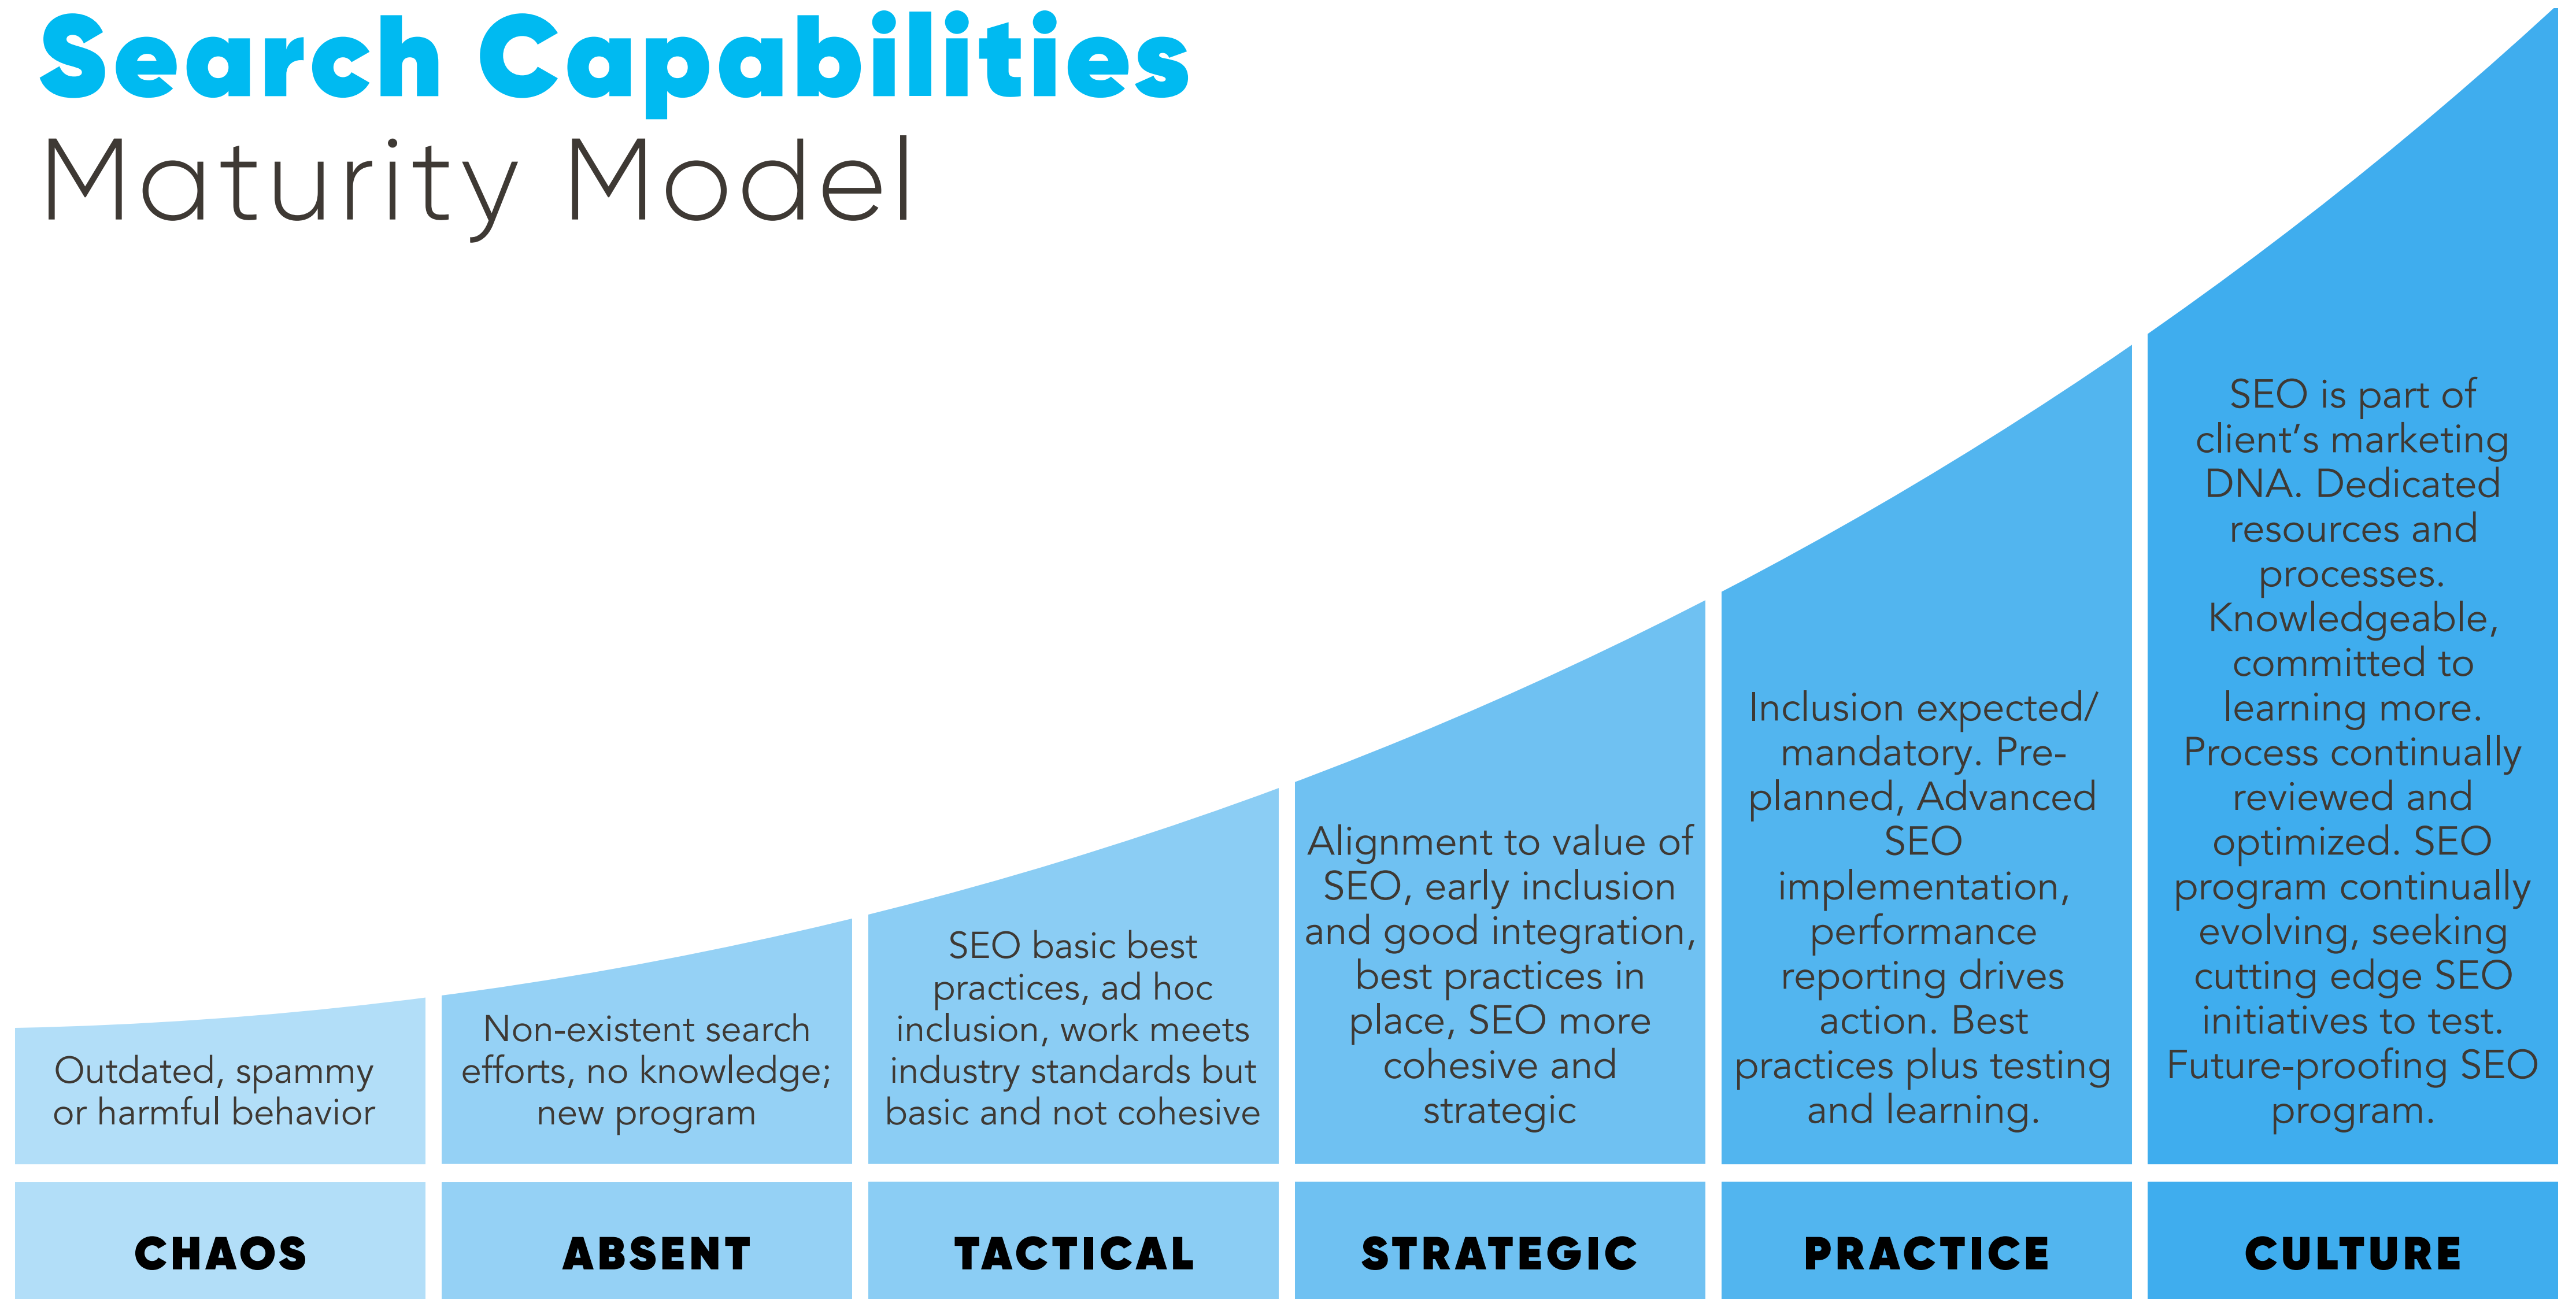 Search Capabilities
Maturity Model
Outdated, spammy
or harmful behavior
CHAOS
Non-existent search
efforts, no knowledge;
new program
ABSENT
SEO basic best
practices, ad hoc
inclusion, work meets
industry standards but
basic and not cohesive
TACTICAL
Alignment to value of
SEO, early inclusion
and good integration,
best practices in
place, SEO more
cohesive and
strategic
STRATEGIC
Inclusion expected/
mandatory. Pre-
planned, Advanced
SEO
implementation,
performance
reporting drives
action. Best
practices plus testing
and learning.
PRACTICE
SEO is part of
client’s marketing
DNA. Dedicated
resources and
processes.
Knowledgeable,
committed to
learning more.
Process continually
reviewed and
optimized. SEO
program continually
evolving, seeking
cutting edge SEO
initiatives to test.
Future-proofing SEO
program.
CULTURE